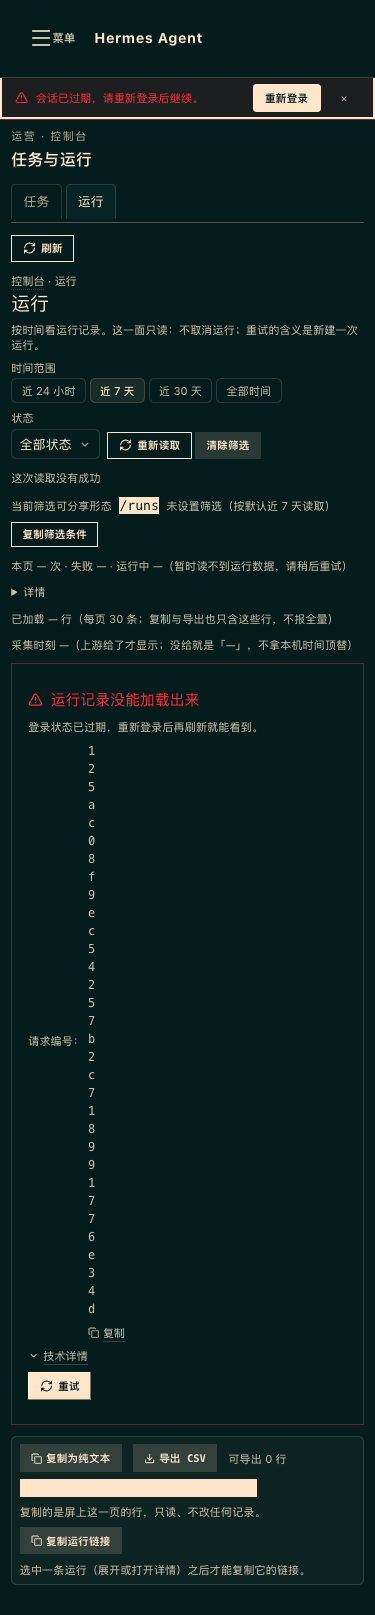 菜单 Hermes Agent
会话已过期，请重新登录后继续。 重新登录 ×
运营 · 控制台
任务与运行
任务 运行
刷新
控制台 · 运行
运行
按时间看运行记录。这一面只读：不取消运行；重试的含义是新建一次
运行。
时间范围
近 24 小时 近 7 天 近 30 天 全部时间
状态
全部状态 重新读取 清除筛选
这次读取没有成功
当前筛选可分享形态 /runs 未设置筛选（按默认近 7 天读取）
复制筛选条件
本页 — 次 · 失败 — · 运行中 —（暂时读不到运行数据，请稍后重试）
详情
已加载 — 行（每页 30 条；复制与导出也只含这些行，不报全量）
采集时刻 —（上游给了才显示；没给就是「—」，不拿本机时间顶替）
运行记录没能加载出来
登录状态已过期，重新登录后再刷新就能看到。
请求编号：
1
2
5
a
c
0
8
f
9
e
c
5
4
2
5
7
b
2
c
7
1
8
9
9
1
7
7
6
e
3
4
d
复制
技术详情
重试
复制为纯文本 导出 CSV 可导出 0 行
复制的是屏上这一页的行，只读、不改任何记录。
复制运行链接
选中一条运行（展开或打开详情）之后才能复制它的链接。